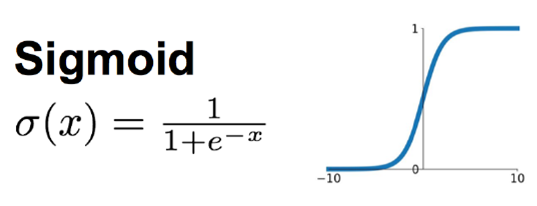 Sigmoid
σ(x) = 1/(1+e^{-x})
1
0
-10
10